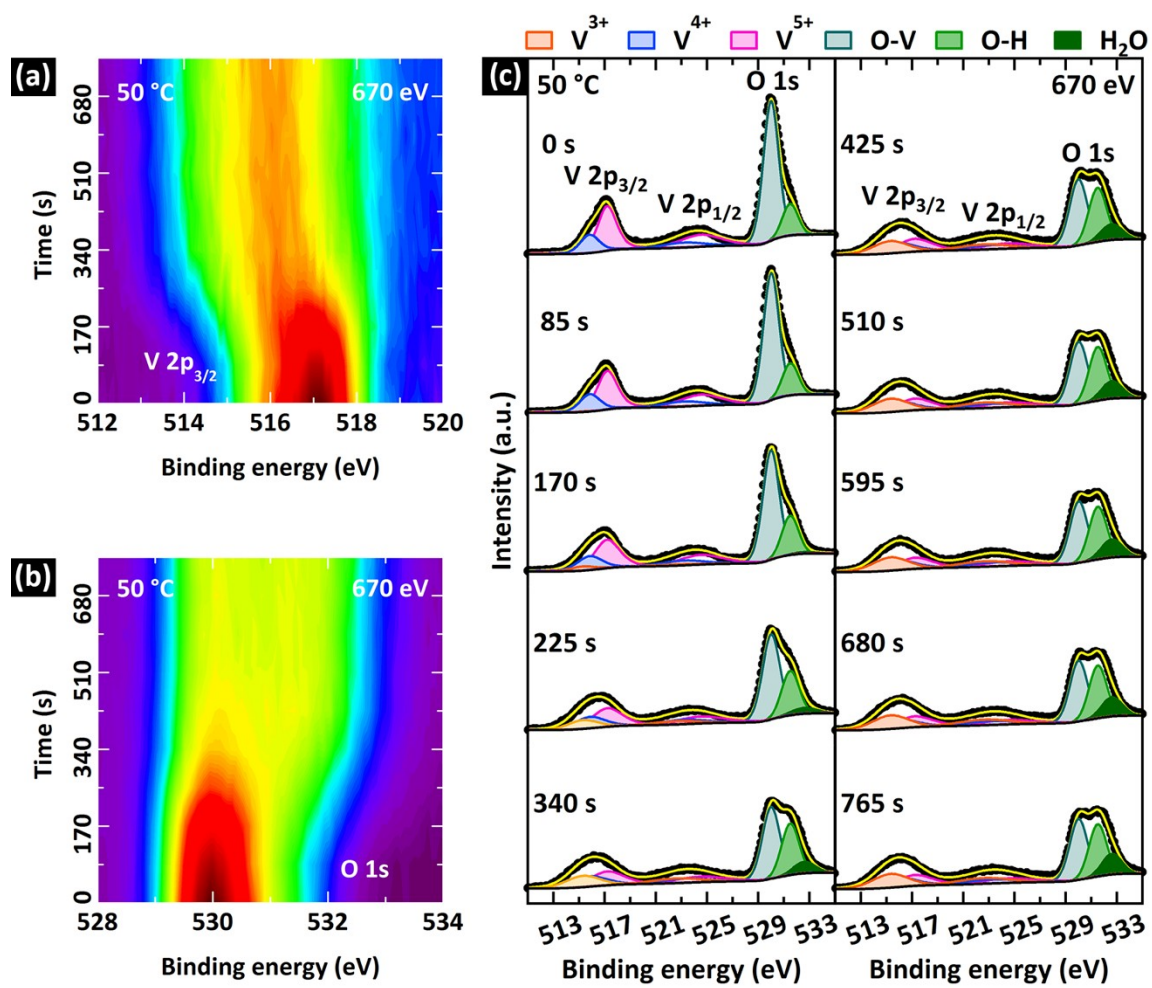 V³⁺ V⁴⁺ V⁵⁺ O-V O-H H₂O
(a)
50 °C 670 eV
V 2p₃/₂
Time (s)
0 170 340 510 680
512 514 516 518 520
Binding energy (eV)
(b)
50 °C 670 eV
O 1s
Time (s)
0 170 340 510 680
528 530 532 534
Binding energy (eV)
(c)
50 °C O 1s 670 eV
0 s
V 2p₃/₂
V 2p₁/₂
85 s
170 s
225 s
340 s
425 s
O 1s
V 2p₃/₂
V 2p₁/₂
510 s
595 s
680 s
765 s
Intensity (a.u.)
513 517 521 525 529 533
513 517 521 525 529 533
Binding energy (eV) Binding energy (eV)